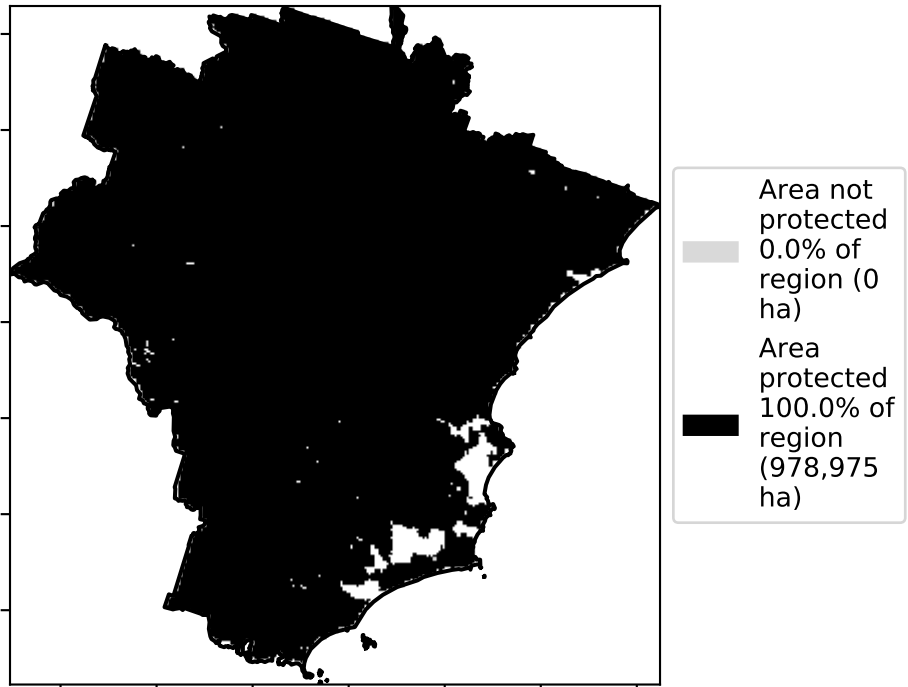 Area not
protected
0.0% of
region (0
ha)
Area
protected
100.0% of
region
(978,975
ha)